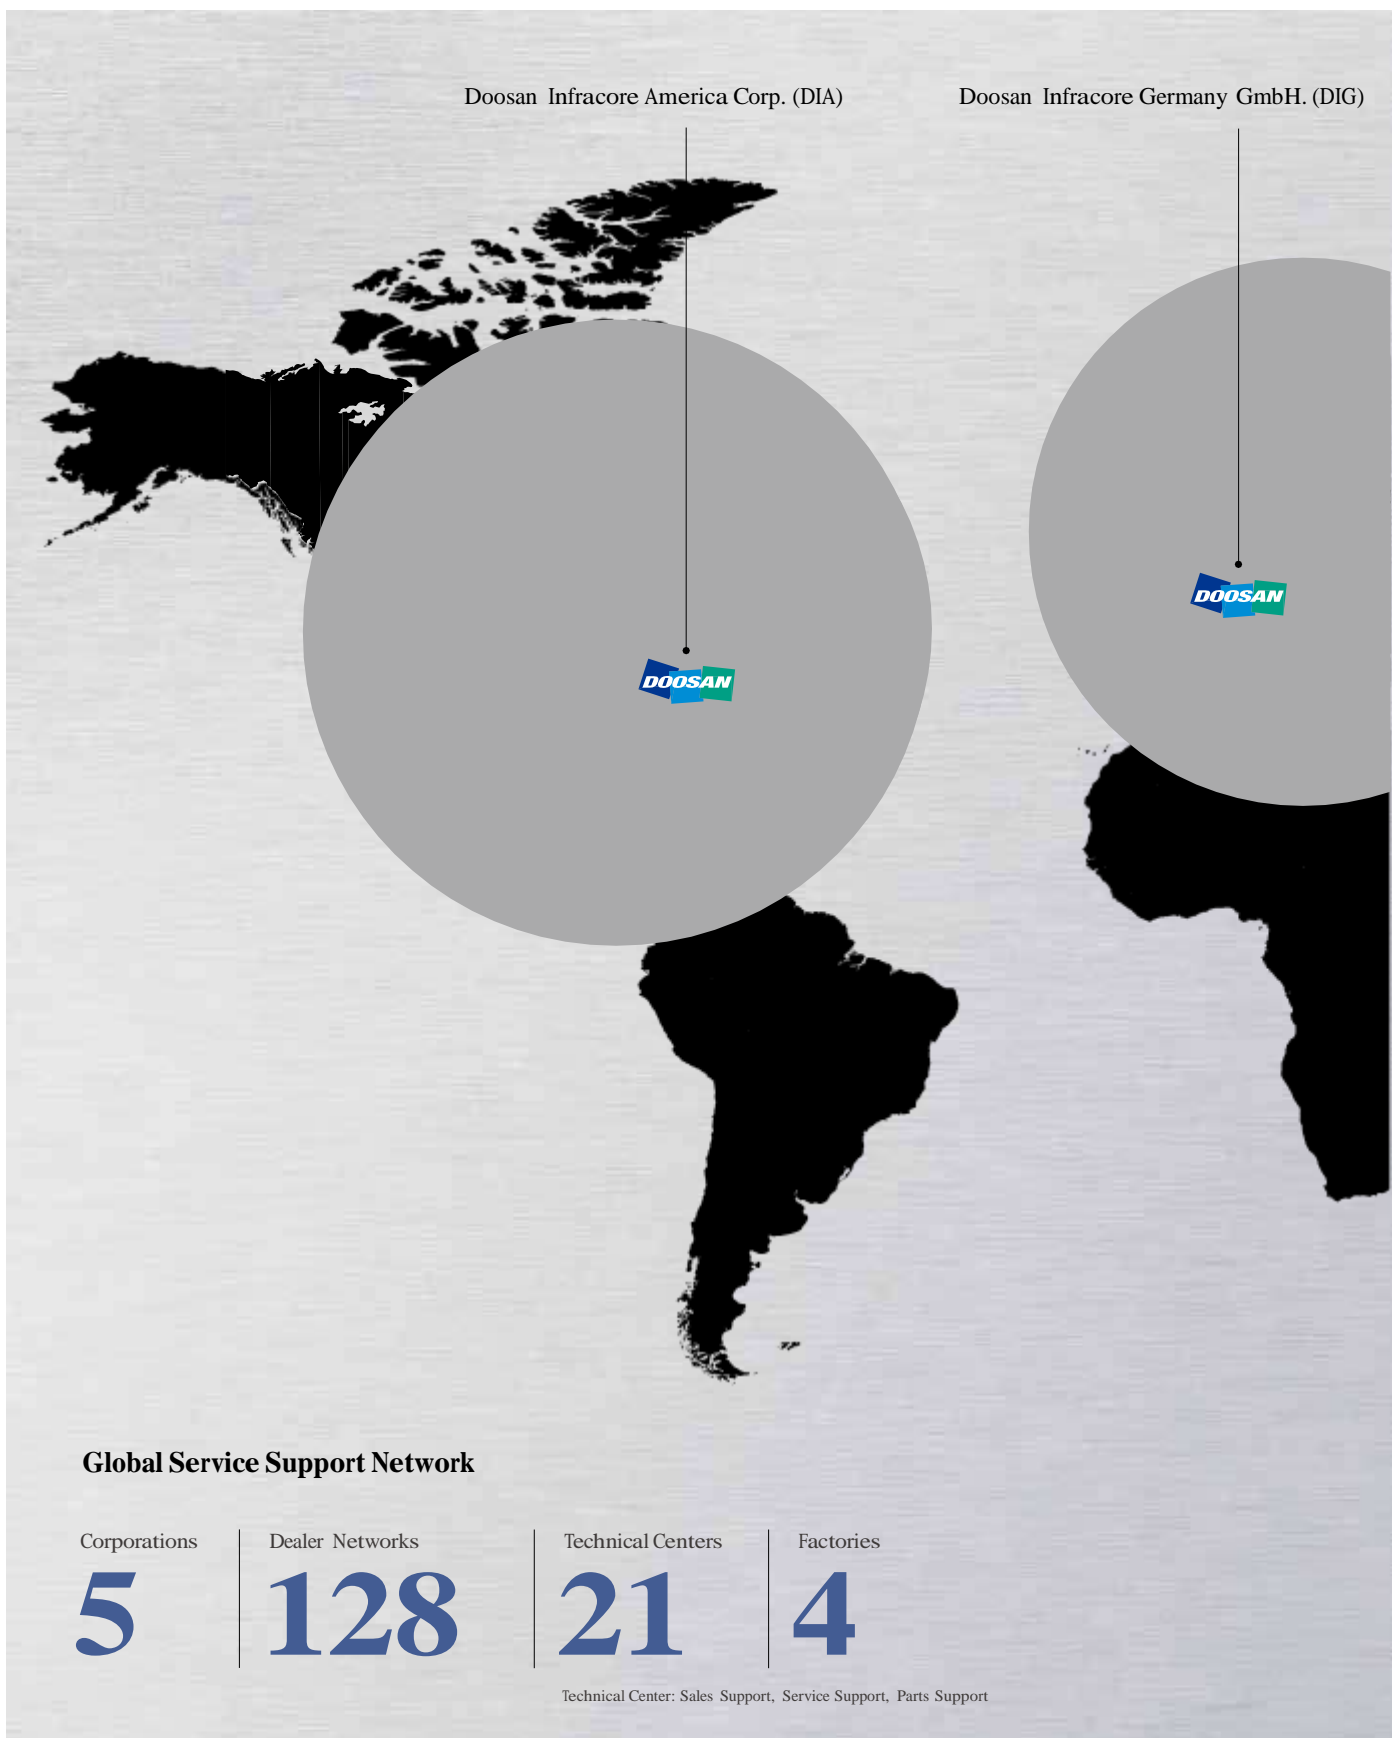 Doosan Infracore America Corp. (DIA)
Doosan Infracore Germany GmbH. (DIG)
DOOSAN
DOOSAN
Global Service Support Network
Corporations
5
Dealer Networks
128
Technical Centers
21
Factories
4
Technical Center: Sales Support, Service Support, Parts Support